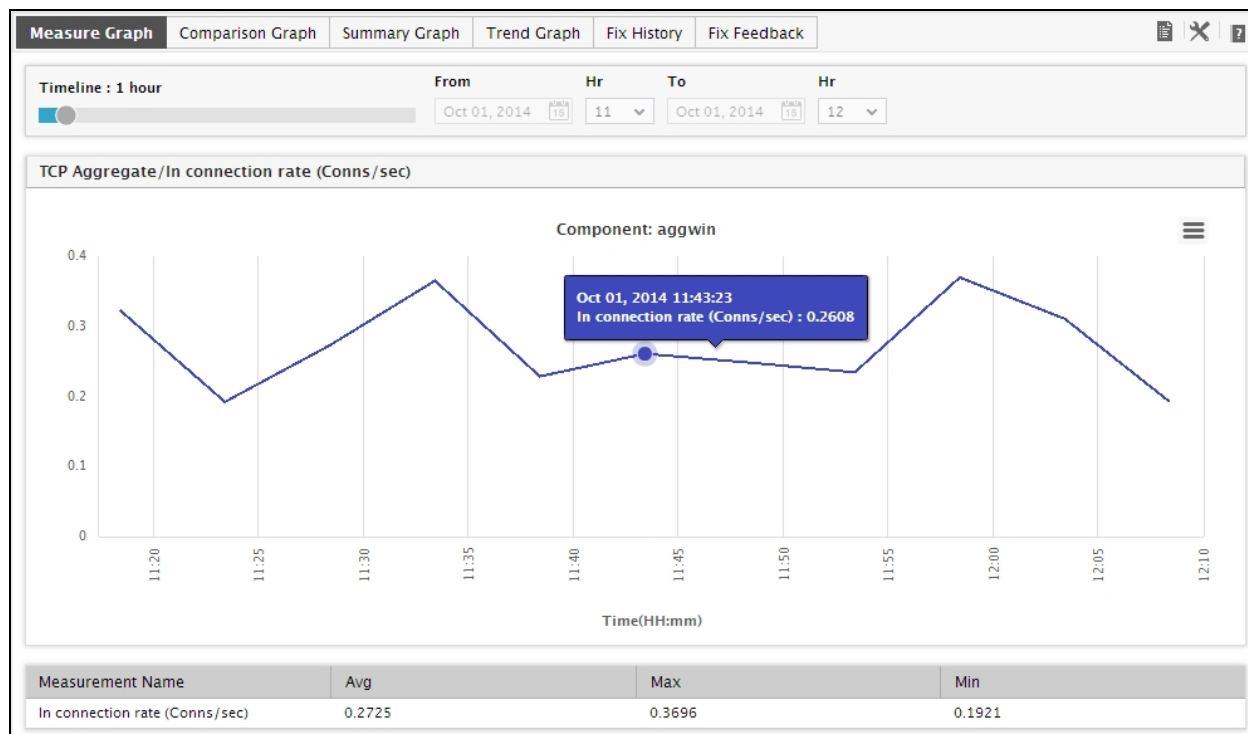 Measure Graph Comparison Graph Summary Graph Trend Graph Fix History Fix Feedback
?
Timeline : 1 hour From Hr To Hr
Oct 01, 2014 15 11 Oct 01, 2014 15 12
TCP Aggregate/In connection rate (Conns/sec)
Component: aggwin
0.4
0.3
0.2
0.1
0
Oct 01, 2014 11:43:23
In connection rate (Conns/sec) : 0.2608
11:20 11:25 11:30 11:35 11:40 11:45 11:50 11:55 12:00 12:05 12:10
Time(HH:mm)
Measurement Name Avg Max Min
In connection rate (Conns/sec) 0.2725 0.3696 0.1921